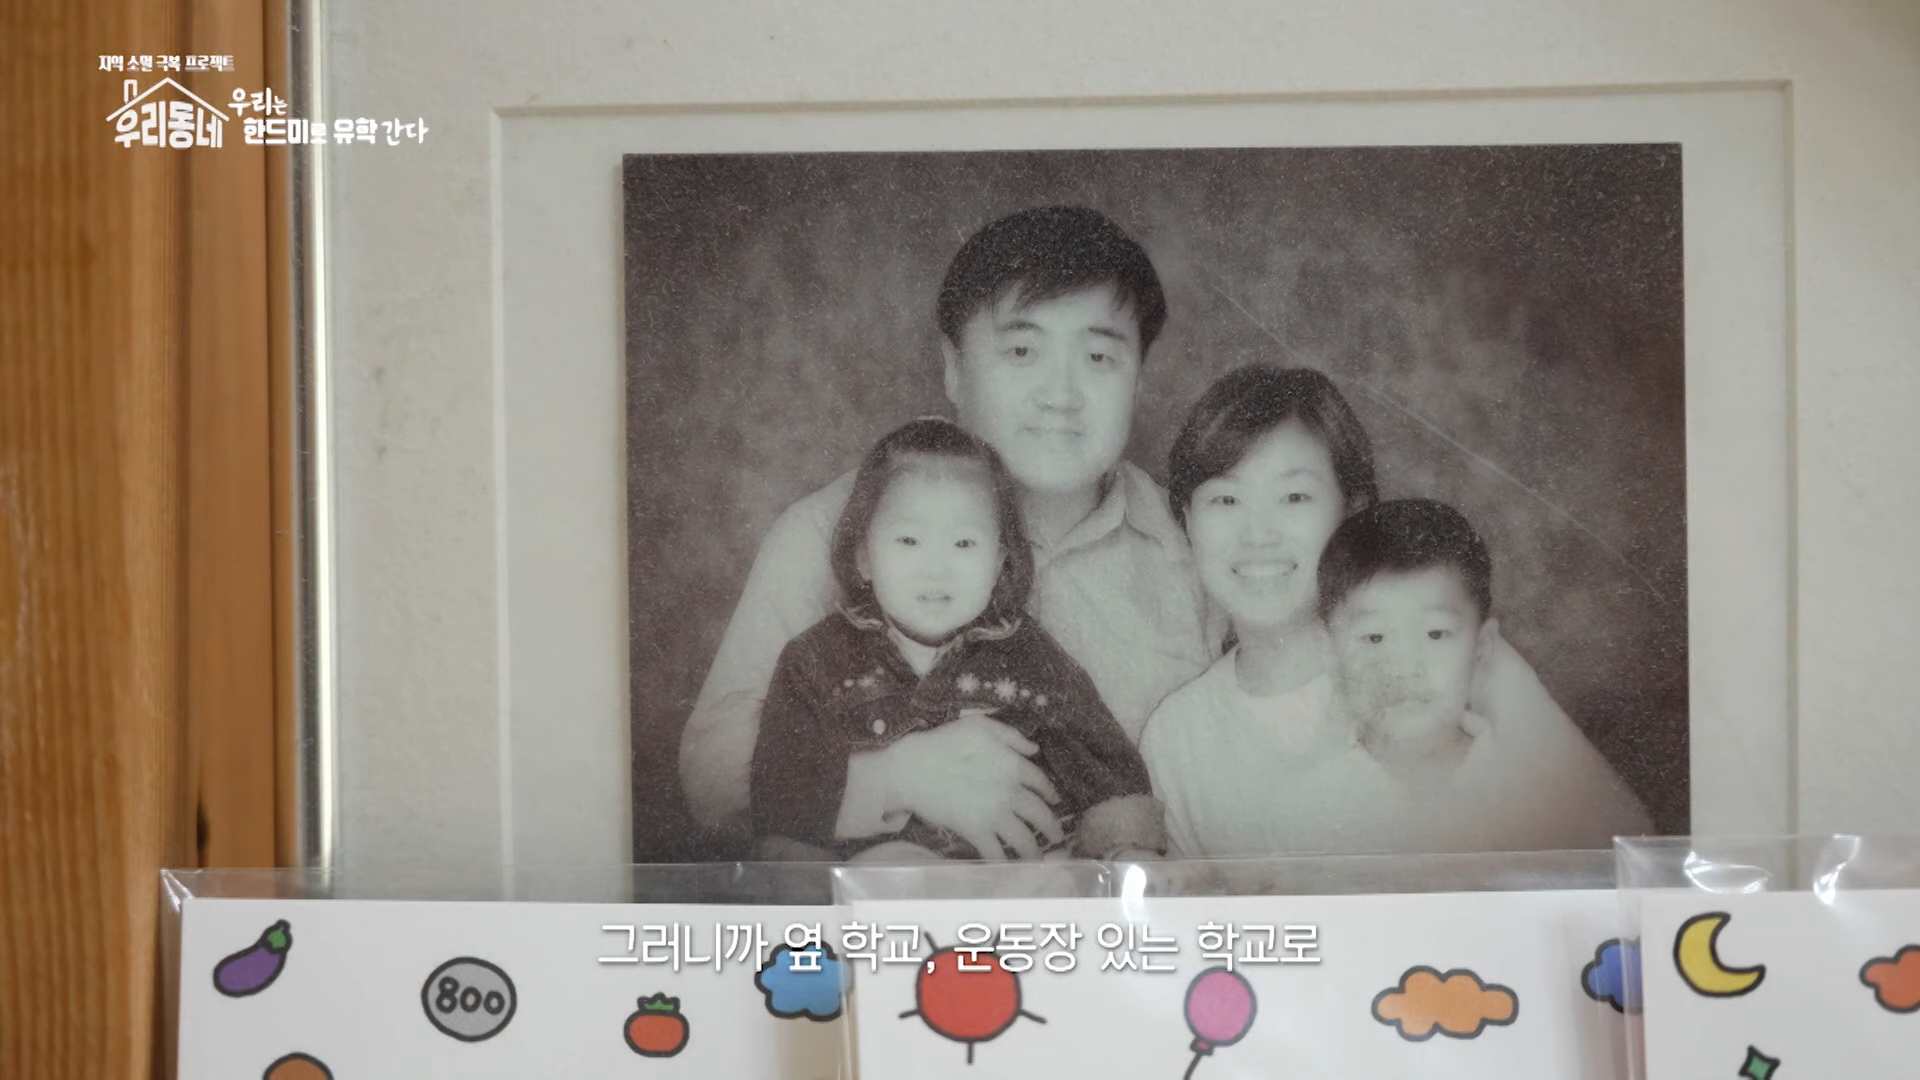 지역 소멸 극복 프로젝트
우리동네
우리는
한드미로 유학 간다
그러니까 옆 학교, 운동장 있는 학교로
800